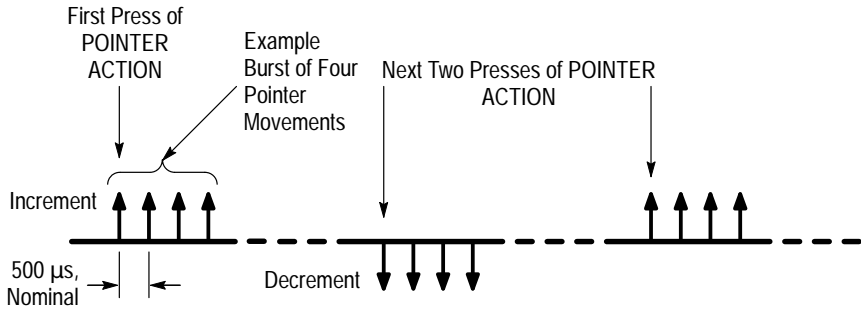 First Press of
POINTER
ACTION
Example
Burst of Four
Pointer
Movements
Next Two Presses of POINTER
ACTION
Increment
500 µs,
Nominal
Decrement